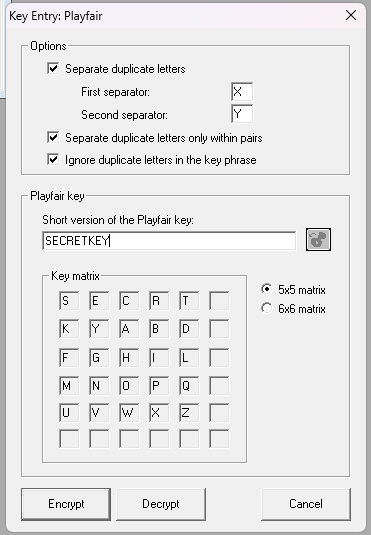 Key Entry: Playfair
Options
Separate duplicate letters
First separator: X
Second separator: Y
Separate duplicate letters only within pairs
Ignore duplicate letters in the key phrase
Playfair key
Short version of the Playfair key:
SECRETKEY
Key matrix
S E C R T
K Y A B D
F G H I L
M N O P Q
U V W X Z
5x5 matrix
6x6 matrix
Encrypt Decrypt Cancel